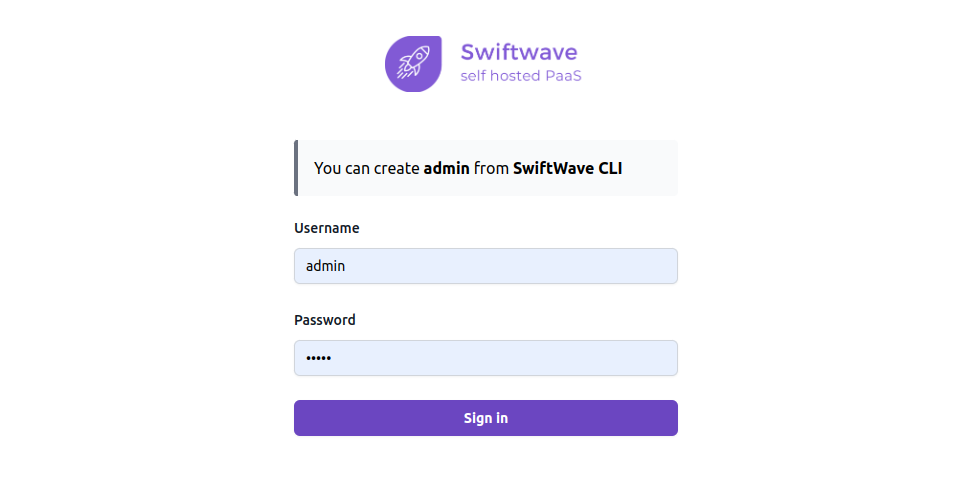 Swiftwave
self hosted PaaS
You can create admin from SwiftWave CLI
Username
admin
Password
•••••
Sign in